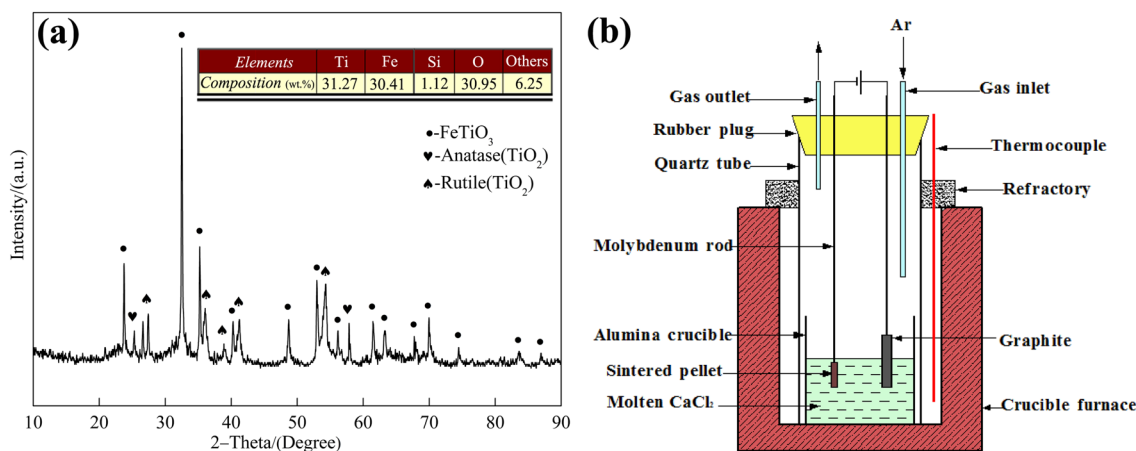 (a)
Elements Ti Fe Si O Others
Composition (wt.%) 31.27 30.41 1.12 30.95 6.25
●-FeTiO₃
♥-Anatase(TiO₂)
♠-Rutile(TiO₂)
Intensity/(a.u.)
10 20 30 40 50 60 70 80 90
2–Theta/(Degree)
(b)
Ar
Gas outlet
Gas inlet
Rubber plug
Thermocouple
Quartz tube
Refractory
Molybdenum rod
Alumina crucible
Graphite
Sintered pellet
Molten CaCl₂
Crucible furnace